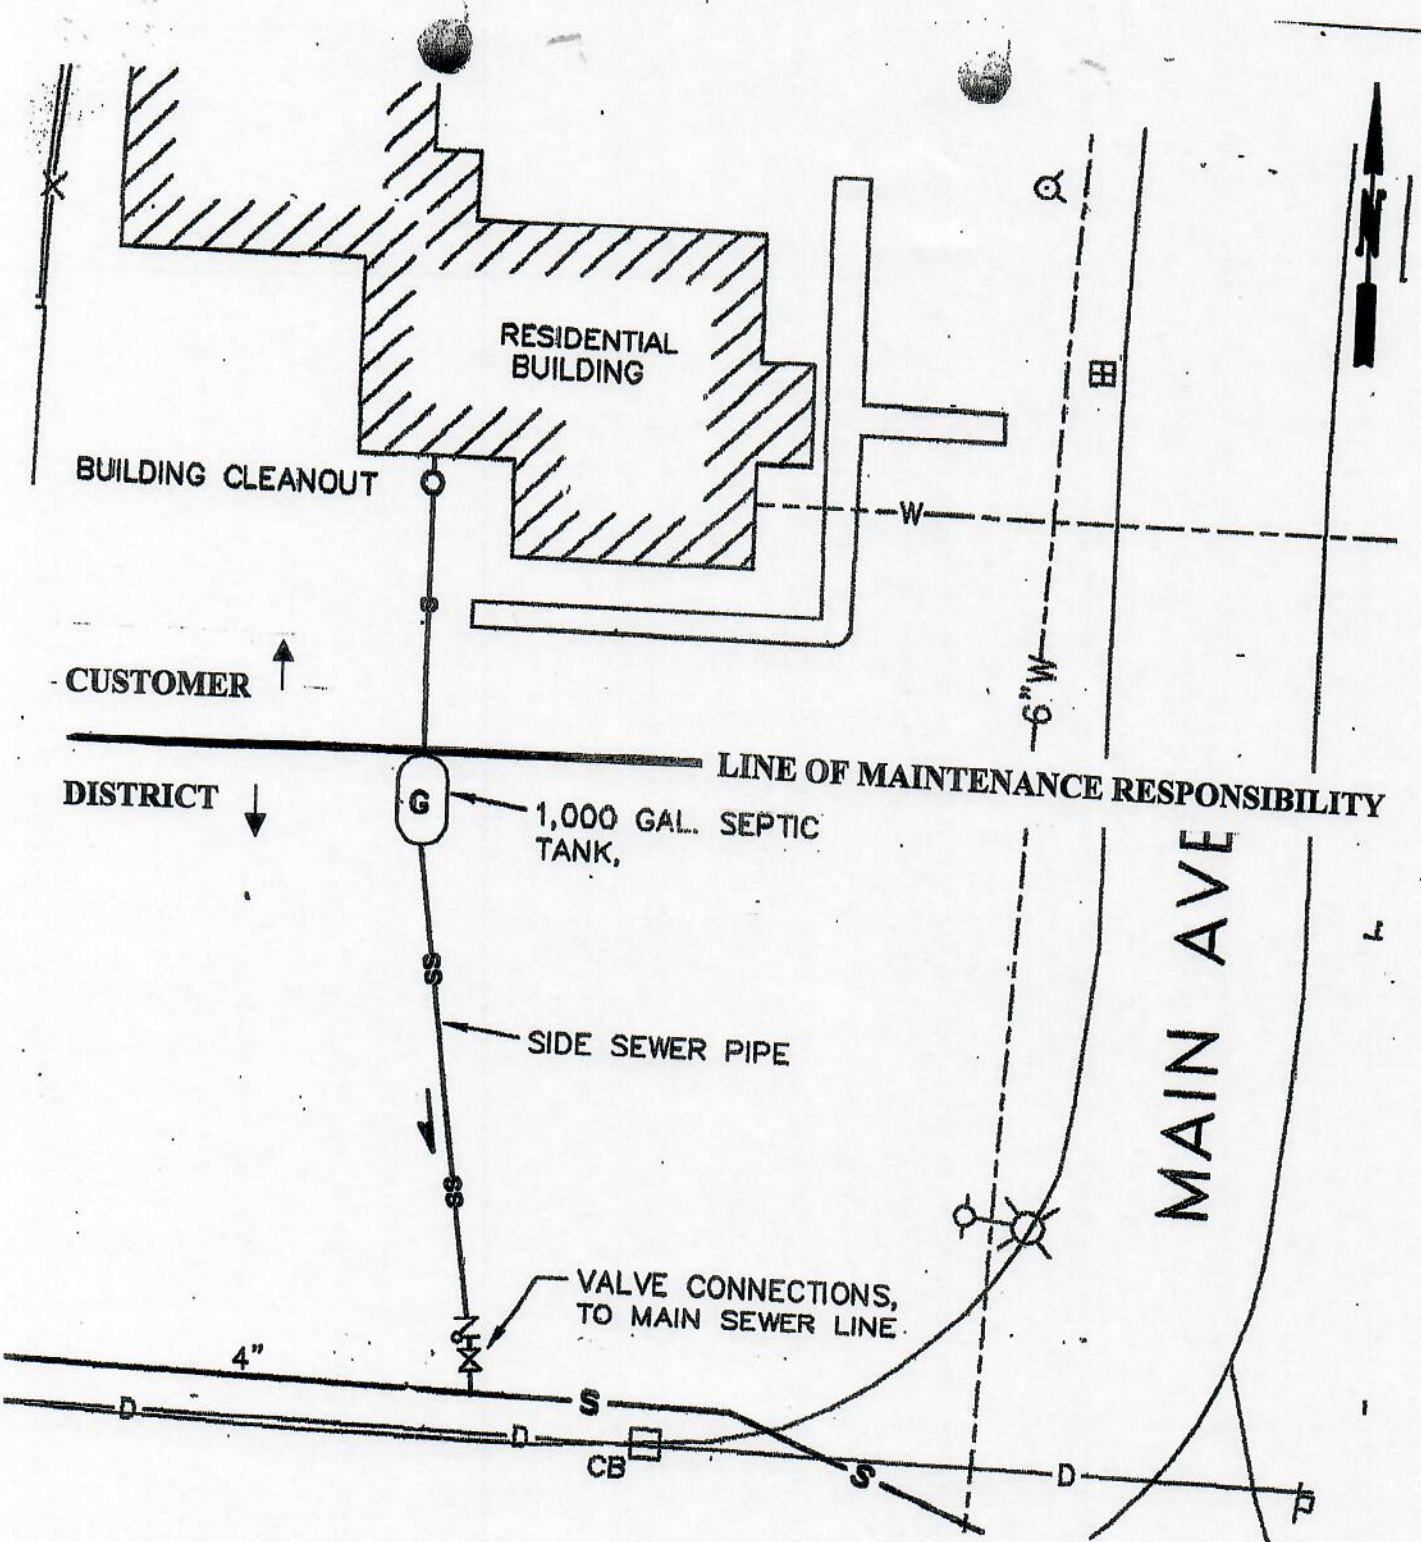 N
RESIDENTIAL
BUILDING
BUILDING CLEANOUT
W
S
6"W
CUSTOMER
LINE OF MAINTENANCE RESPONSIBILITY
DISTRICT
G
1,000 GAL. SEPTIC
TANK,
MAIN AVE
SS
SIDE SEWER PIPE
SS
VALVE CONNECTIONS,
TO MAIN SEWER LINE
4"
S
D
D
CB
S
D